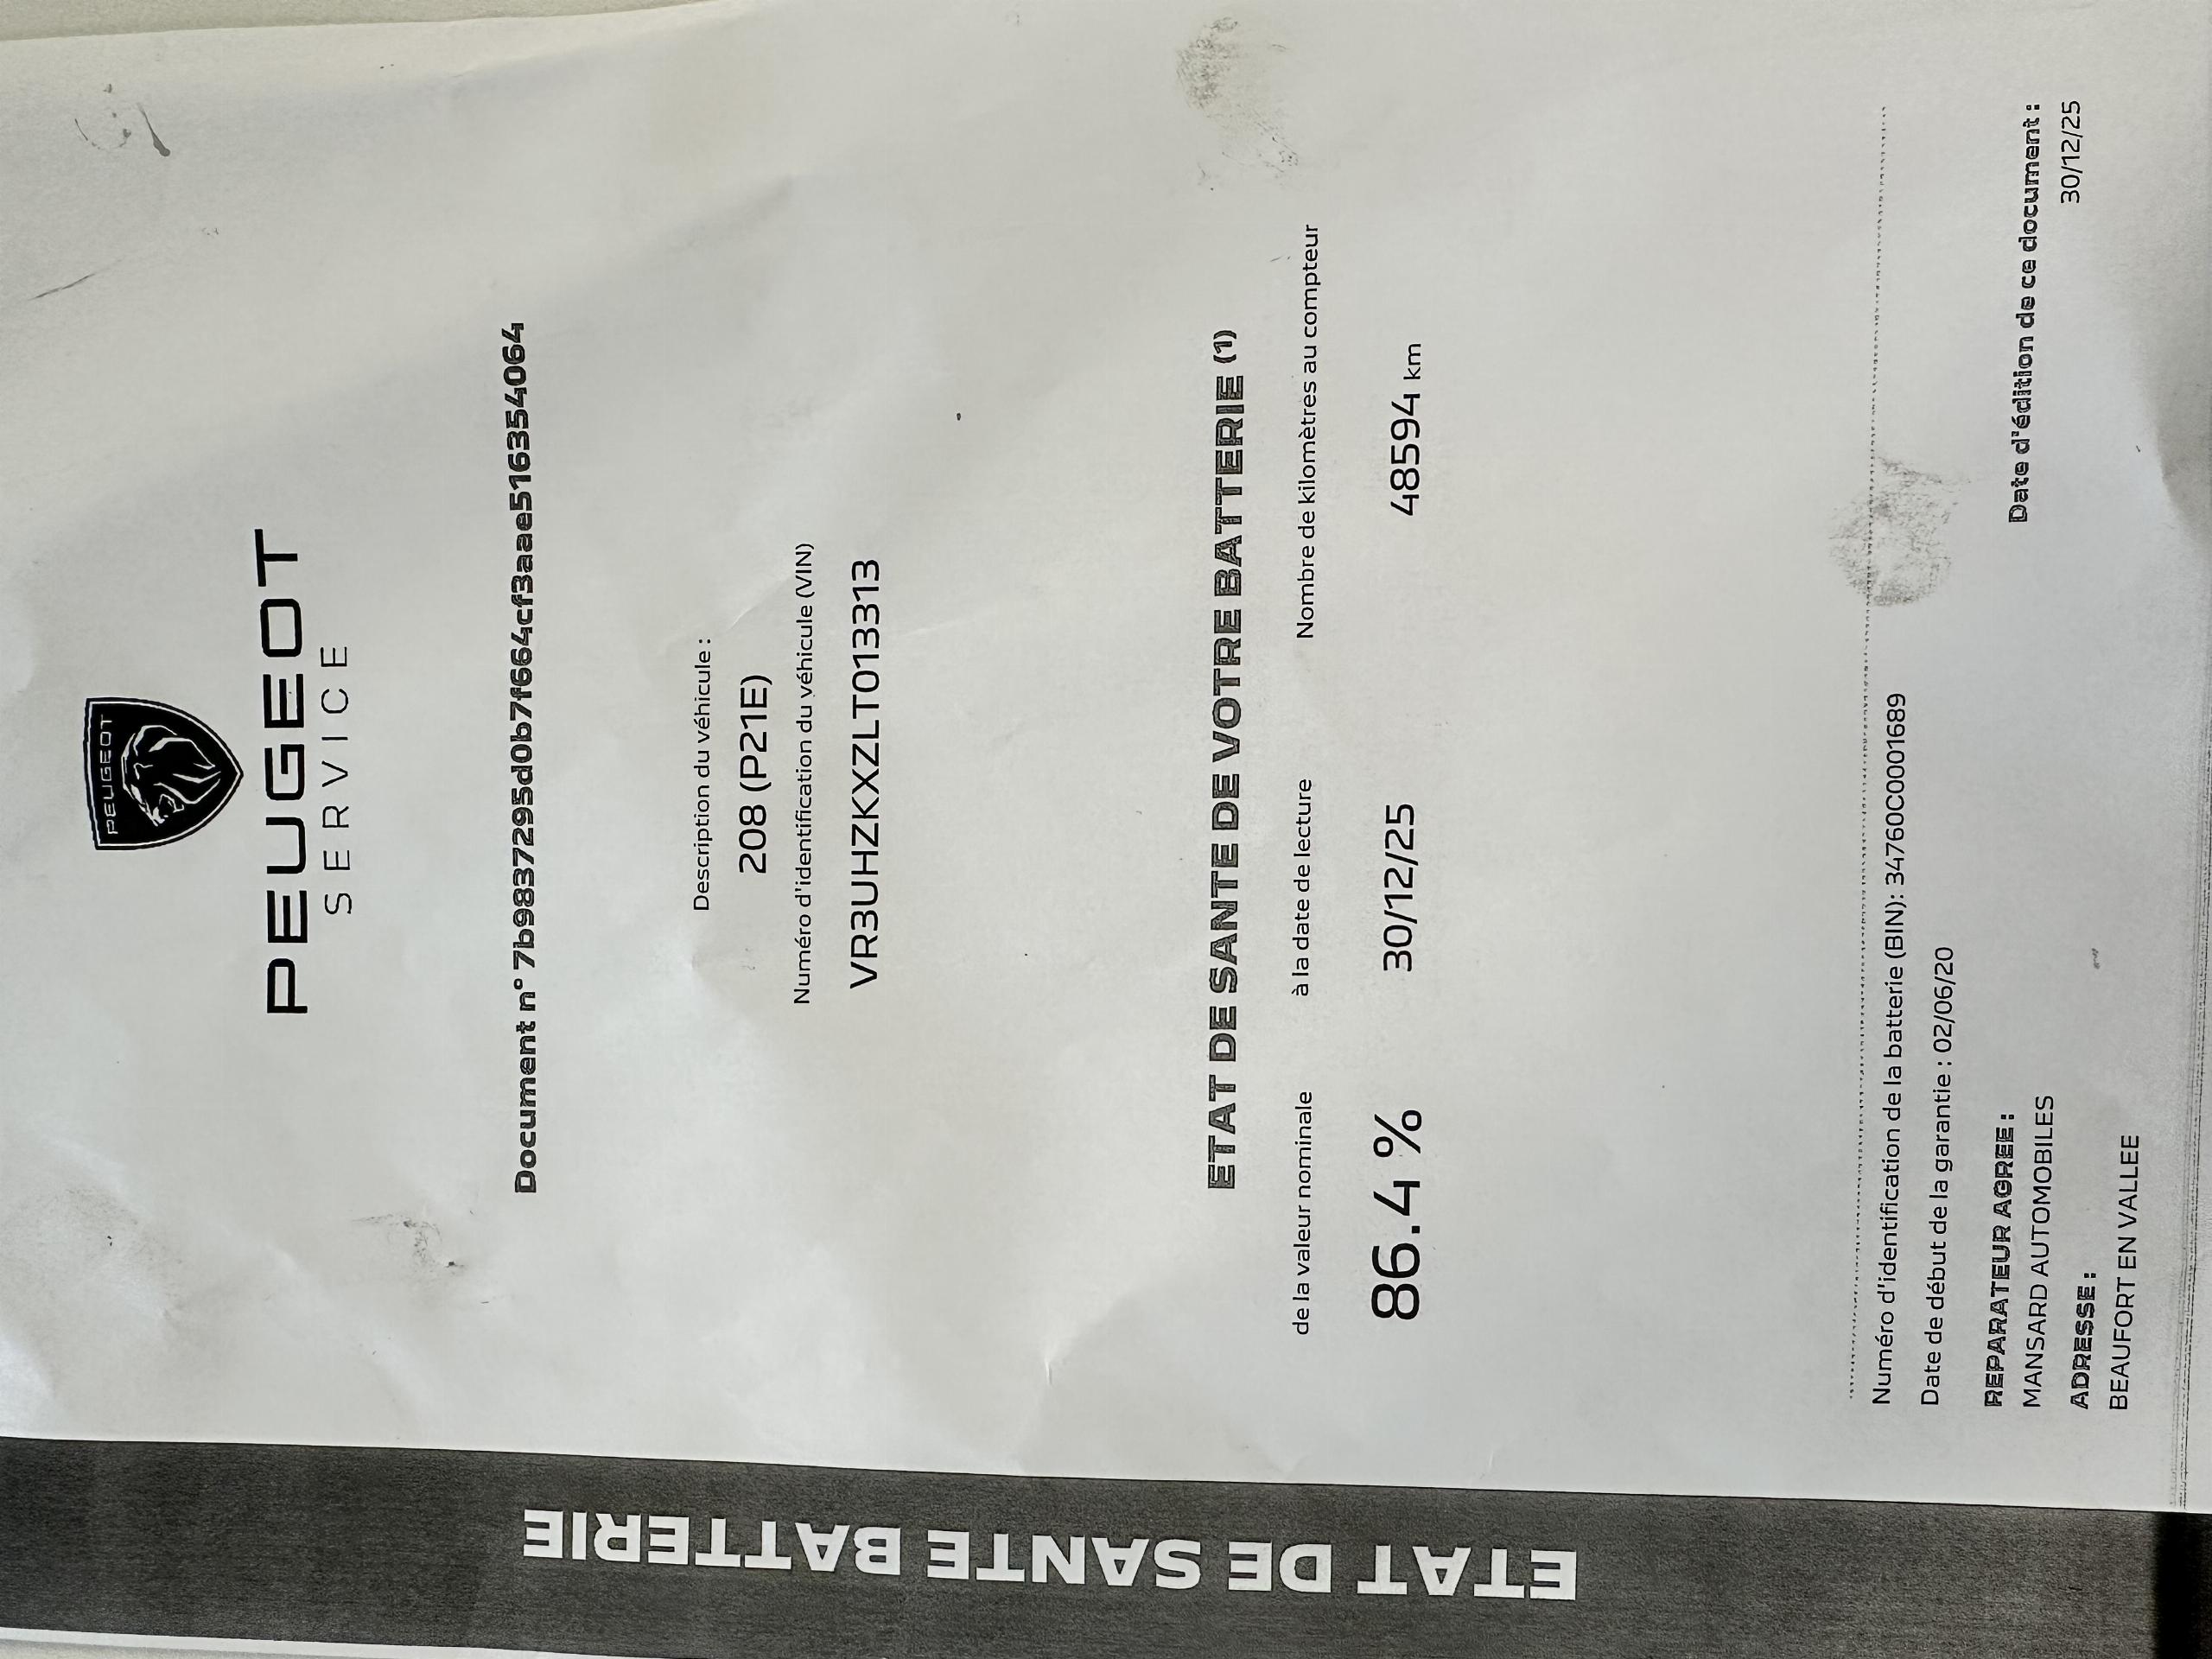 ETAT DE SANTE BATTERIE
PEUGEOT
PEUGEOT
SERVICE
Document n° 7b9837295d0b7f664cf3aae516354064
Description du véhicule :
208 (P21E)
Numéro d'identification du véhicule (VIN)
VR3UHZKXZLT013313
ETAT DE SANTE DE VOTRE BATTERIE (1)
de la valeur nominale à la date de lecture Nombre de kilomètres au compteur
86.4 % 30/12/25 48594 km
Numéro d'identification de la batterie (BIN): 34760C0001689
Date de début de la garantie : 02/06/20
REPARATEUR AGREE : Date d'édition de ce document :
MANSARD AUTOMOBILES 30/12/25
ADRESSE :
BEAUFORT EN VALLEE